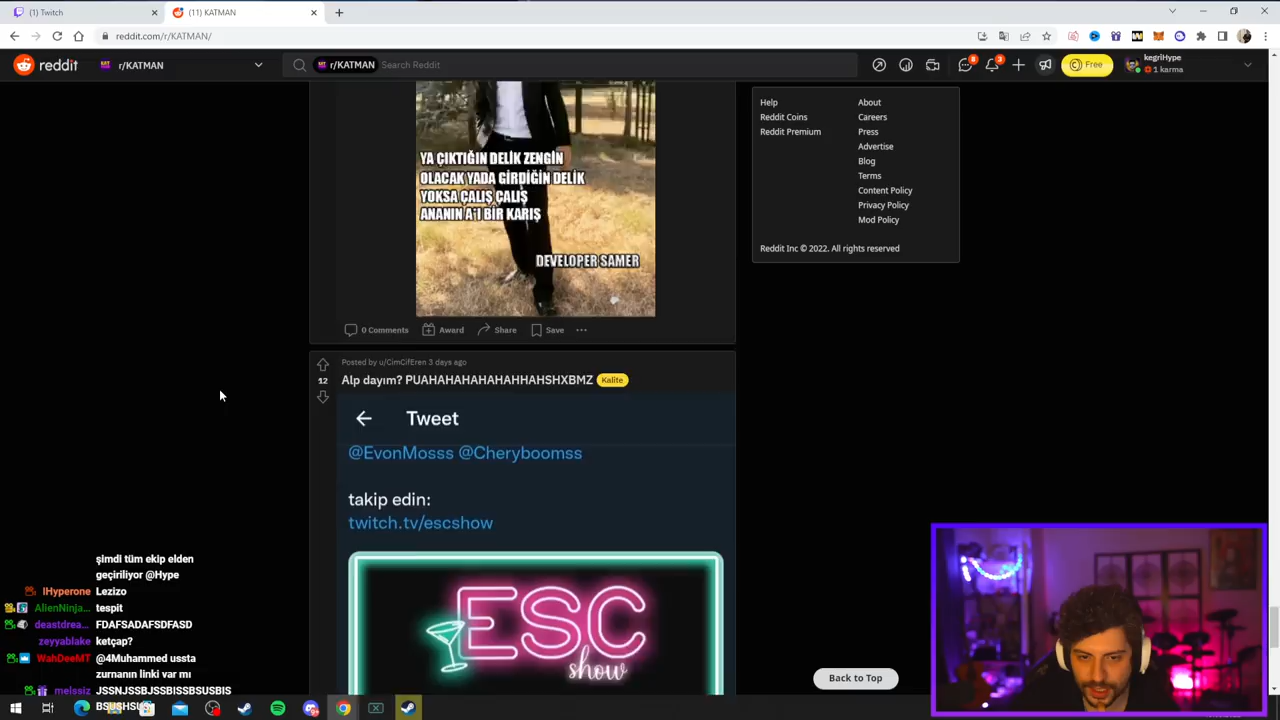 (1) Twitch
(11) KATMAN
reddit.com/r/KATMAN/
reddit
r/KATMAN
r/KATMAN
Search Reddit
8
3
Free
kegriHype
1 karma
YA ÇIKTIĞIN DELİK ZENGİN
OLACAK YADA GİRDİĞİN DELİK
YOKSA ÇALIŞ ÇALIŞ
ANANIN A*I BİR KARIŞ
DEVELOPER SAMER
0 Comments
Award
Share
Save
Help
About
Reddit Coins
Careers
Reddit Premium
Press
Advertise
Blog
Terms
Content Policy
Privacy Policy
Mod Policy
Reddit Inc © 2022. All rights reserved
Posted by u/CimCifEren 3 days ago
12
Alp dayım? PUAHAHAHAHAHAHHAHSHXBMZ
Kalite
Tweet
@EvonMosss @Cheryboomss
takip edin:
twitch.tv/escshow
ESC
show
Back to Top
şimdi tüm ekip elden
geçiriliyor @Hype
IHyperone Lezizo
AlienNinja... tespit
deastdrea... FDAFSADAFSDFASD
zeyyablake ketçap?
WahDeeMT @4Muhammed ussta
zurnanın linki var mı
melssiz JSSNJSSBJSSBISSBSUSBIS